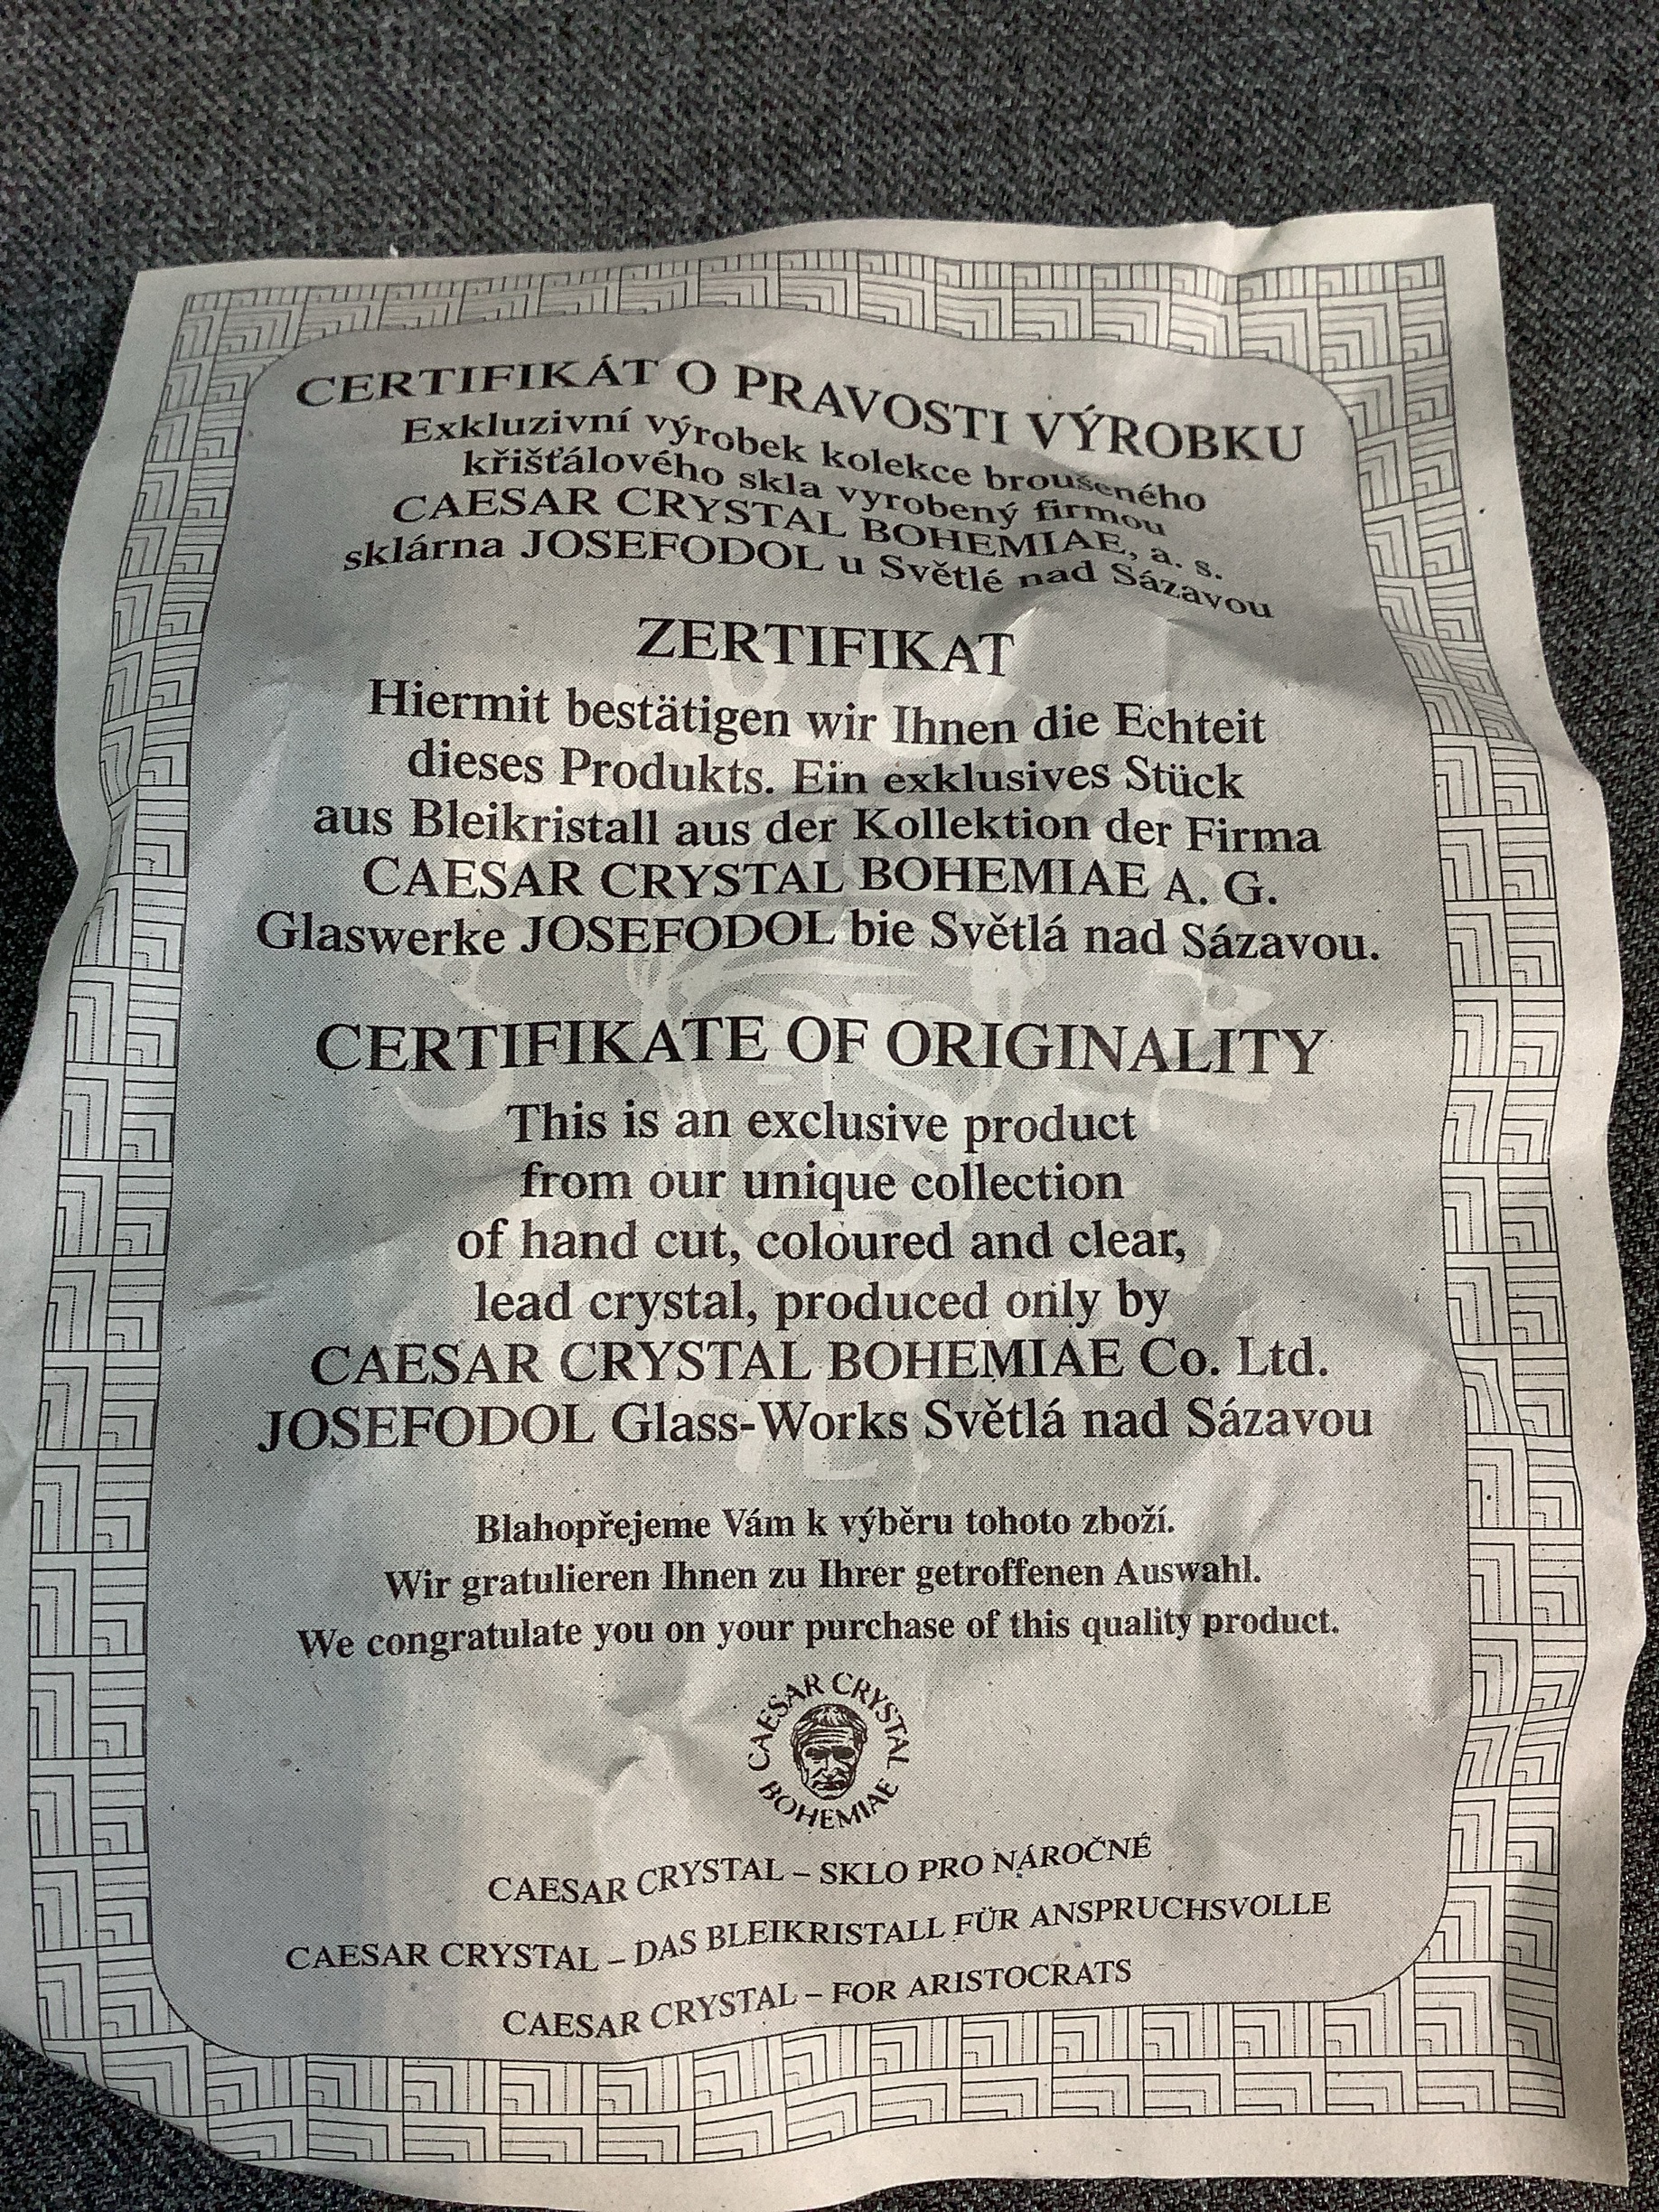 CERTIFIKÁT O PRAVOSTI VÝROBKU
Exkluzivní výrobek kolekce broušeného
křišťálového skla vyrobený firmou
CAESAR CRYSTAL BOHEMIAE, a. s.
sklárna JOSEFODOL u Světlé nad Sázavou
ZERTIFIKAT
Hiermit bestätigen wir Ihnen die Echteit
dieses Produkts. Ein exklusives Stück
aus Bleikristall aus der Kollektion der Firma
CAESAR CRYSTAL BOHEMIAE A. G.
Glaswerke JOSEFODOL bie Světlá nad Sázavou.
CERTIFIKATE OF ORIGINALITY
This is an exclusive product
from our unique collection
of hand cut, coloured and clear,
lead crystal, produced only by
CAESAR CRYSTAL BOHEMIAE Co. Ltd.
JOSEFODOL Glass-Works Světlá nad Sázavou
Blahopřejeme Vám k výběru tohoto zboží.
Wir gratulieren Ihnen zu Ihrer getroffenen Auswahl.
We congratulate you on your purchase of this quality product.
CAESAR CRYSTAL
BOHEMIAE
CAESAR CRYSTAL – SKLO PRO NÁROČNÉ
CAESAR CRYSTAL – DAS BLEIKRISTALL FÜR ANSPRUCHSVOLLE
CAESAR CRYSTAL – FOR ARISTOCRATS